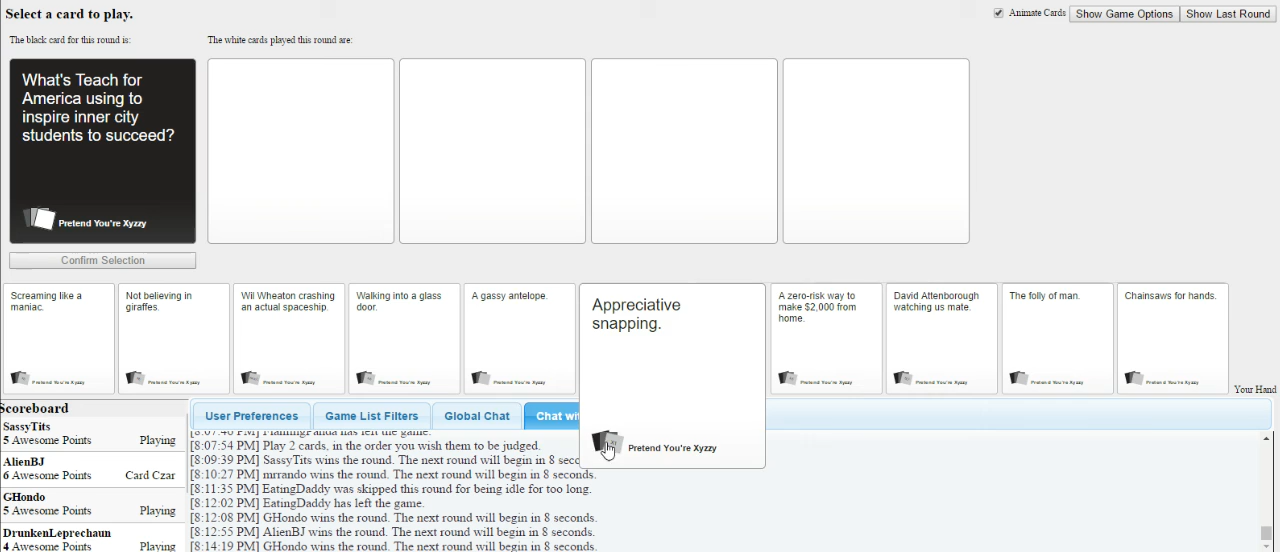 Select a card to play.
Animate Cards
Show Game Options
Show Last Round
The black card for this round is:
The white cards played this round are:
What's Teach for
America using to
inspire inner city
students to succeed?
Pretend You're Xyzzy
Confirm Selection
Screaming like a
maniac.
Pretend You're Xyzzy
Not believing in
giraffes.
Pretend You're Xyzzy
Wil Wheaton crashing
an actual spaceship.
Pretend You're Xyzzy
Walking into a glass
door.
Pretend You're Xyzzy
A gassy antelope.
Pretend You're Xyzzy
Appreciative
snapping.
Pretend You're Xyzzy
A zero-risk way to
make $2,000 from
home.
Pretend You're Xyzzy
David Attenborough
watching us mate.
Pretend You're Xyzzy
The folly of man.
Pretend You're Xyzzy
Chainsaws for hands.
Pretend You're Xyzzy
Your Hand
Scoreboard
SassyTits
5 Awesome Points Playing
AlienBJ
6 Awesome Points Card Czar
GHondo
5 Awesome Points Playing
DrunkenLeprechaun
4 Awesome Points Playing
User Preferences
Game List Filters
Global Chat
Chat wi
[8:07:46 PM] FlamingPanda has left the game.
[8:07:54 PM] Play 2 cards, in the order you wish them to be judged.
[8:09:39 PM] SassyTits wins the round. The next round will begin in 8 sec
[8:10:27 PM] mrrando wins the round. The next round will begin in 8 seconds.
[8:11:35 PM] EatingDaddy was skipped this round for being idle for too long.
[8:12:02 PM] EatingDaddy has left the game.
[8:12:08 PM] GHondo wins the round. The next round will begin in 8 seconds.
[8:12:55 PM] AlienBJ wins the round. The next round will begin in 8 seconds.
[8:14:19 PM] GHondo wins the round. The next round will begin in 8 seconds.